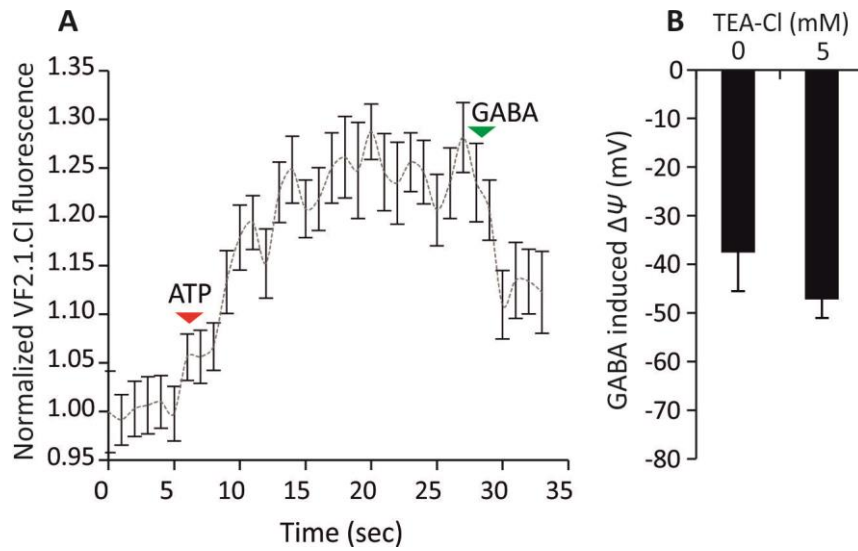 A
Normalized VF2.1.Cl fluorescence
1.35
1.30
1.25
1.20
1.15
1.10
1.05
1.00
0.95
ATP
GABA
0 5 10 15 20 25 30 35
Time (sec)
B
TEA-Cl (mM)
0 5
GABA induced ΔΨ (mV)
0
-10
-20
-30
-40
-50
-60
-70
-80